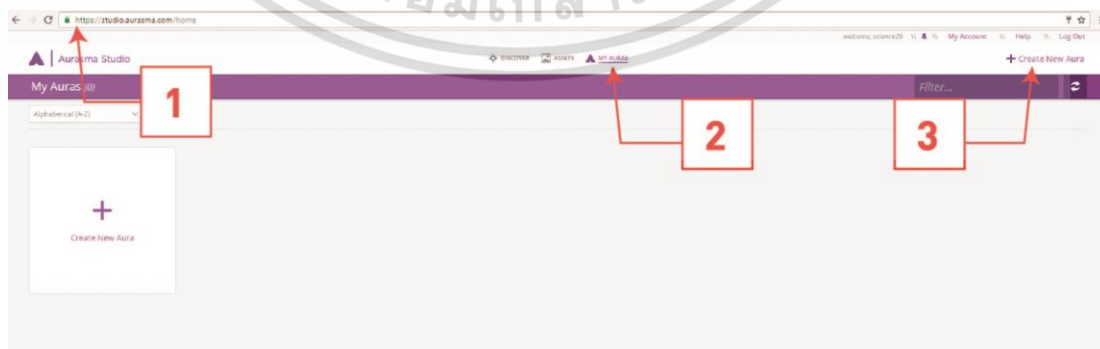 https://studio.aurasma.com/home
welcome, science29 My Account Help Log Out
Aurasma Studio DISCOVER ASSETS MY AURAS + Create New Aura
My Auras (0) Filter...
Alphabetical (A-Z)
1
2
3
+
Create New Aura